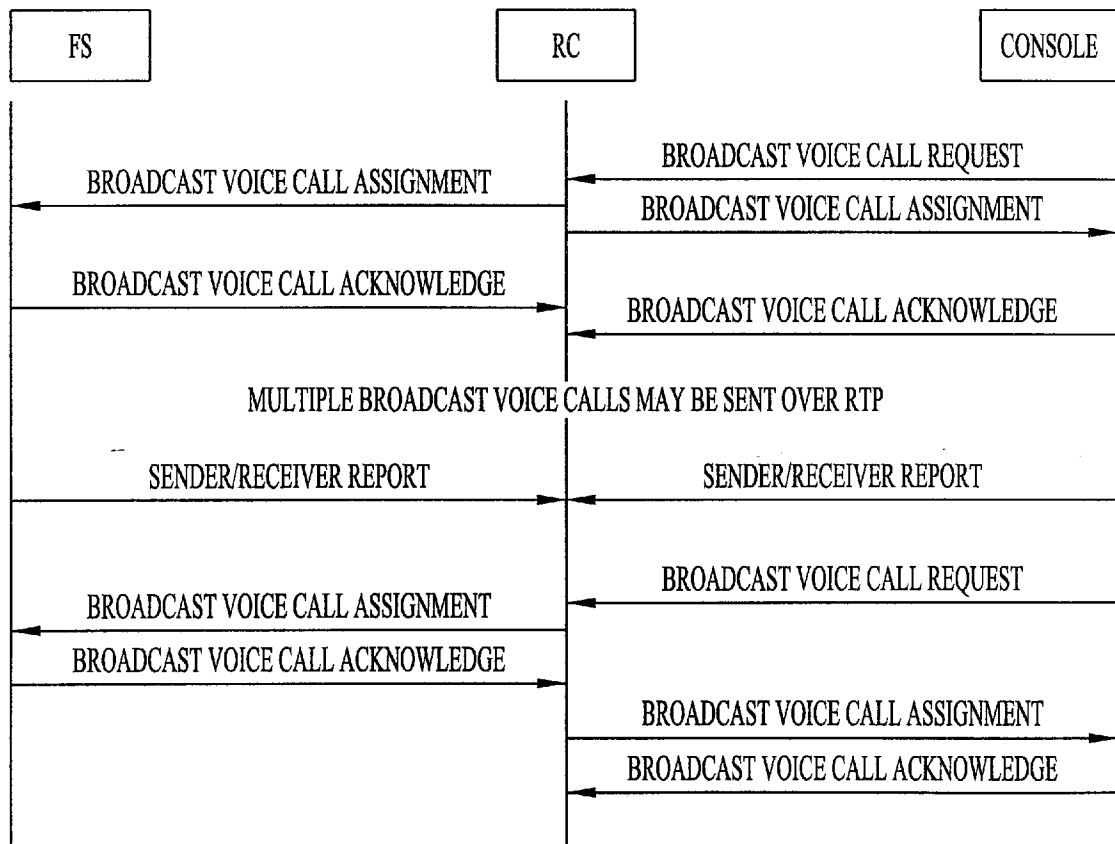 FS
RC
CONSOLE
BROADCAST VOICE CALL REQUEST
BROADCAST VOICE CALL ASSIGNMENT
BROADCAST VOICE CALL ASSIGNMENT
BROADCAST VOICE CALL ACKNOWLEDGE
BROADCAST VOICE CALL ACKNOWLEDGE
MULTIPLE BROADCAST VOICE CALLS MAY BE SENT OVER RTP
SENDER/RECEIVER REPORT
SENDER/RECEIVER REPORT
BROADCAST VOICE CALL REQUEST
BROADCAST VOICE CALL ASSIGNMENT
BROADCAST VOICE CALL ACKNOWLEDGE
BROADCAST VOICE CALL ASSIGNMENT
BROADCAST VOICE CALL ACKNOWLEDGE